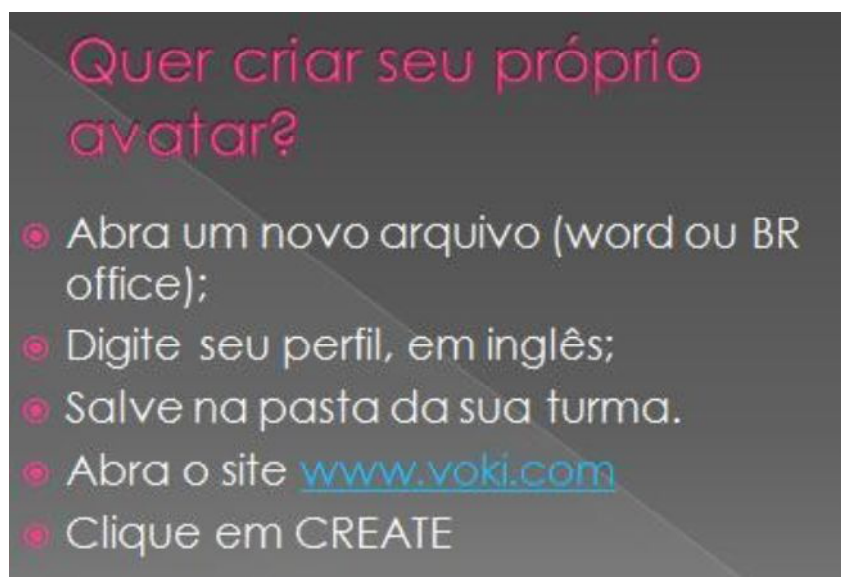 Quer criar seu próprio
avatar?
Abra um novo arquivo (word ou BR
office);
Digite seu perfil, em inglês;
Salve na pasta da sua turma.
Abra o site www.voki.com
Clique em CREATE